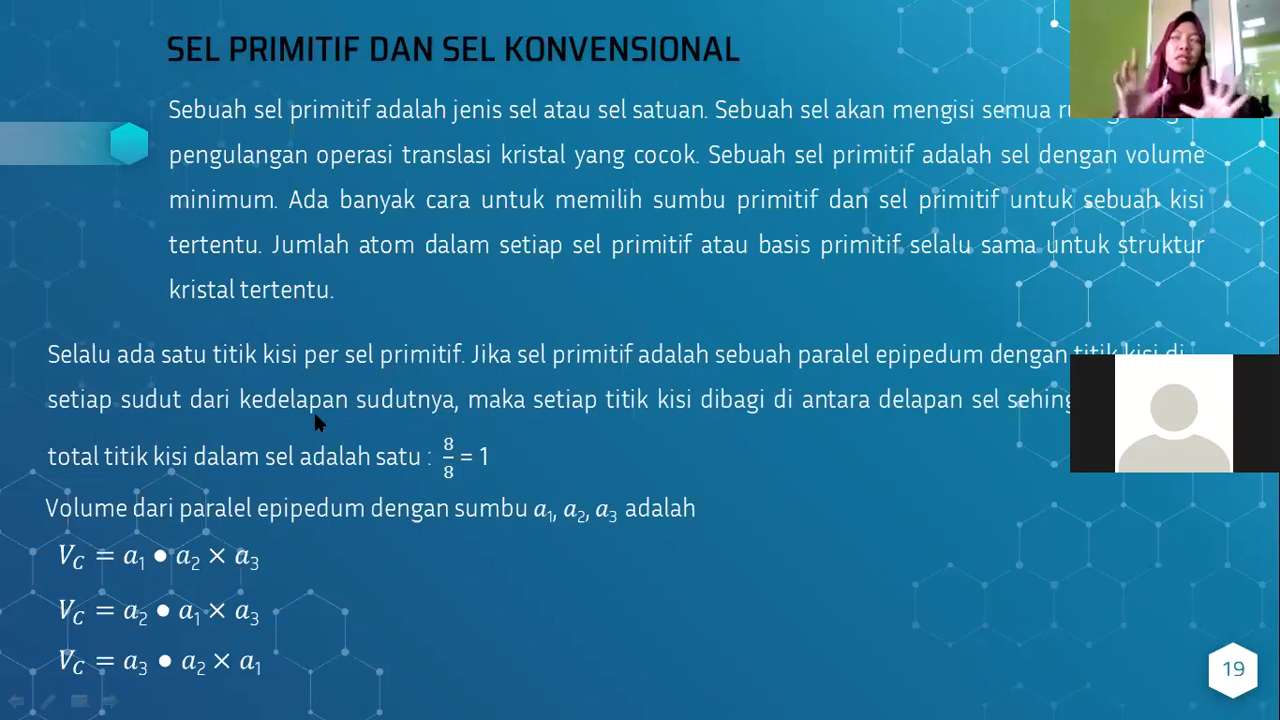 SEL PRIMITIF DAN SEL KONVENSIONAL
Sebuah sel primitif adalah jenis sel atau sel satuan. Sebuah sel akan mengisi semua
pengulangan operasi translasi kristal yang cocok. Sebuah sel primitif adalah sel dengan volume
minimum. Ada banyak cara untuk memilih sumbu primitif dan sel primitif untuk sebuah kisi
tertentu. Jumlah atom dalam setiap sel primitif atau basis primitif selalu sama untuk struktur
kristal tertentu.
Selalu ada satu titik kisi per sel primitif. Jika sel primitif adalah sebuah paralel epipedum dengan titik kisi di
setiap sudut dari kedelapan sudutnya, maka setiap titik kisi dibagi di antara delapan sel
total titik kisi dalam sel adalah satu : 8/8 = 1
Volume dari paralel epipedum dengan sumbu a₁, a₂, a₃ adalah
V_C = a₁ • a₂ × a₃
V_C = a₂ • a₁ × a₃
V_C = a₃ • a₂ × a₁
19